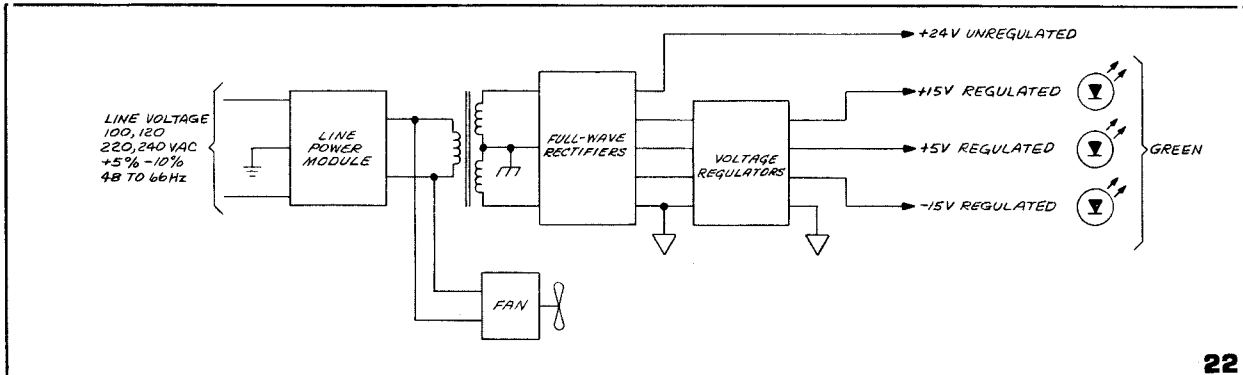 +24V UNREGULATED
LINE VOLTAGE
100, 120
220, 240 VAC
+5% -10%
48 TO 66Hz
LINE
POWER
MODULE
FULL-WAVE
RECTIFIERS
VOLTAGE
REGULATORS
+15V REGULATED
+5V REGULATED
-15V REGULATED
GREEN
FAN
22